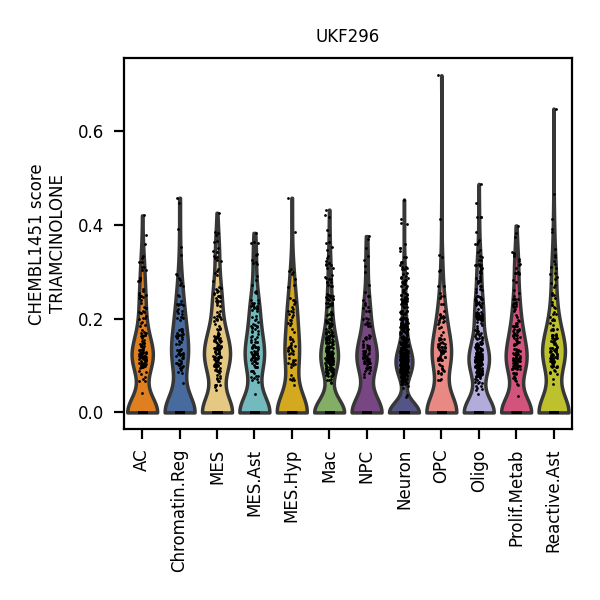 UKF296
CHEMBL1451 score
TRIAMCINOLONE
0.6
0.4
0.2
0.0
AC
Chromatin.Reg
MES
MES.Ast
MES.Hyp
Mac
NPC
Neuron
OPC
Oligo
Prolif.Metab
Reactive.Ast